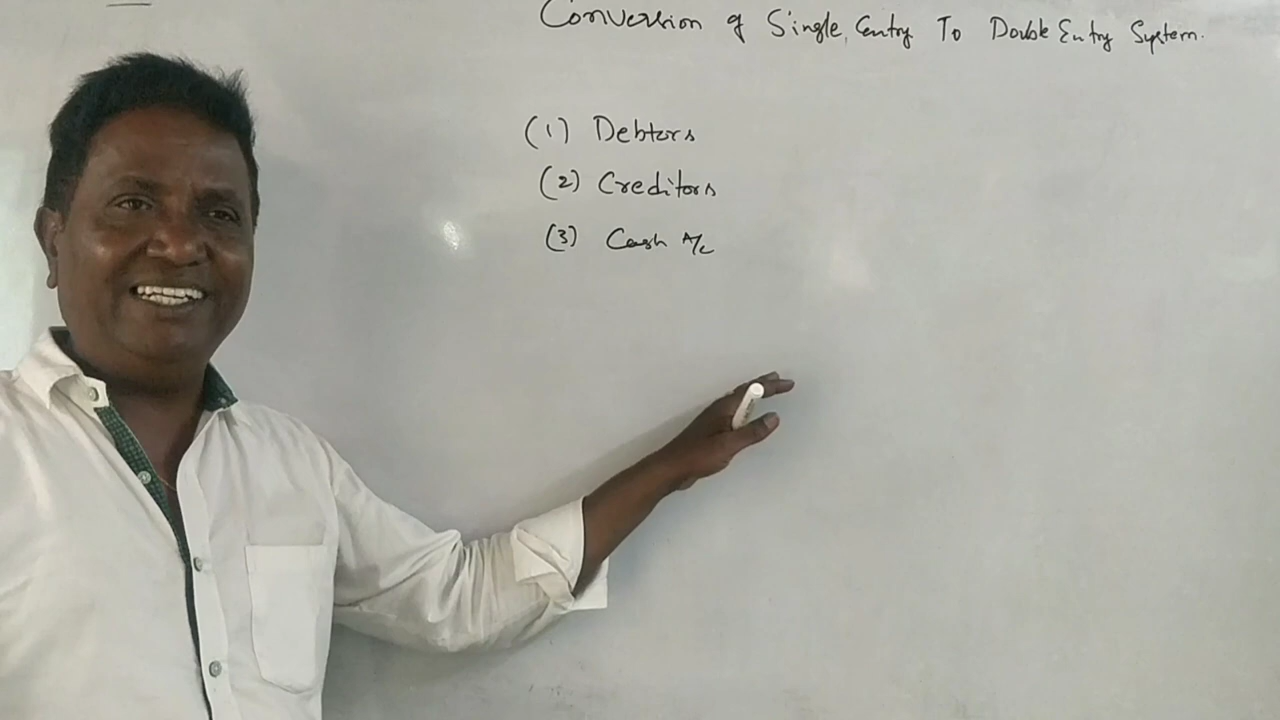 Conversion of Single Entry To Double Entry System.
(1) Debtors
(2) Creditors
(3) Cash A/c